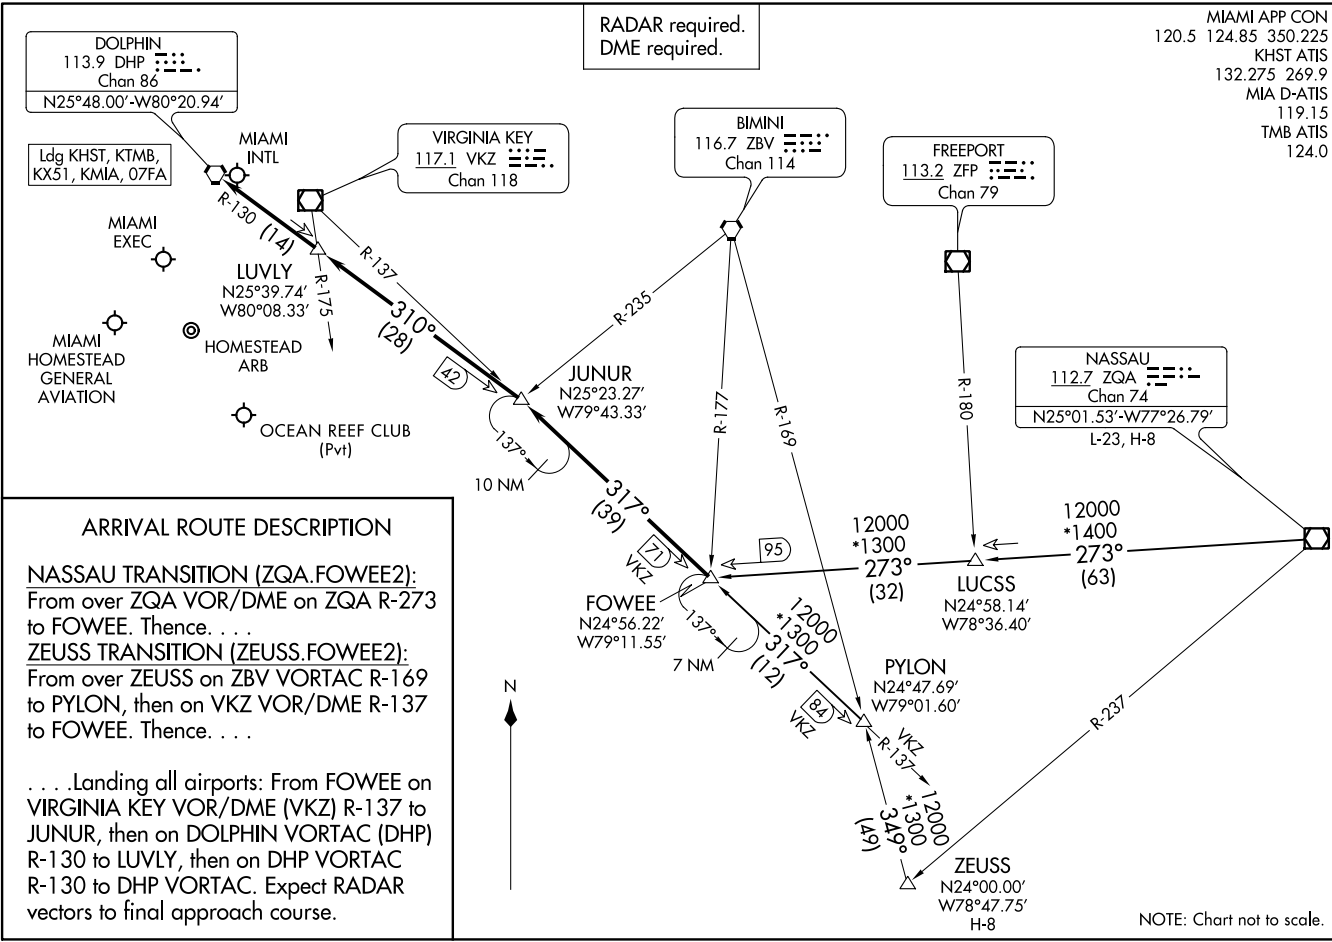 RADAR required.
DME required.
MIAMI APP CON
120.5 124.85 350.225
KHST ATIS
132.275 269.9
MIA D-ATIS
119.15
TMB ATIS
124.0
DOLPHIN
113.9 DHP
Chan 86
N25°48.00'-W80°20.94'
Ldg KHST, KTMB,
KX51, KMIA, 07FA
MIAMI
INTL
VIRGINIA KEY
117.1 VKZ
Chan 118
BIMINI
116.7 ZBV
Chan 114
FREEPORT
113.2 ZFP
Chan 79
NASSAU
112.7 ZQA
Chan 74
N25°01.53'-W77°26.79'
L-23, H-8
MIAMI
EXEC
R-130
(14)
LUVLY
N25°39.74'
W80°08.33'
R-175
R-137
310°
(28)
42
MIAMI
HOMESTEAD
GENERAL
AVIATION
HOMESTEAD
ARB
OCEAN REEF CLUB
(Pvt)
R-235
JUNUR
N25°23.27'
W79°43.33'
137°
10 NM
R-177
R-169
R-180
317°
(39)
71
VKZ
95
12000
*1300
273°
(32)
12000
*1400
273°
(63)
LUCSS
N24°58.14'
W78°36.40'
FOWEE
N24°56.22'
W79°11.55'
137°
7 NM
12000
*1300
317°
(12)
84
VKZ
PYLON
N24°47.69'
W79°01.60'
VKZ
R-137
R-237
12000
*1300
349°
(49)
ZEUSS
N24°00.00'
W78°47.75'
H-8
N
ARRIVAL ROUTE DESCRIPTION
NASSAU TRANSITION (ZQA.FOWEE2):
From over ZQA VOR/DME on ZQA R-273
to FOWEE. Thence. . . .
ZEUSS TRANSITION (ZEUSS.FOWEE2):
From over ZEUSS on ZBV VORTAC R-169
to PYLON, then on VKZ VOR/DME R-137
to FOWEE. Thence. . . .
. . . .Landing all airports: From FOWEE on
VIRGINIA KEY VOR/DME (VKZ) R-137 to
JUNUR, then on DOLPHIN VORTAC (DHP)
R-130 to LUVLY, then on DHP VORTAC
R-130 to DHP VORTAC. Expect RADAR
vectors to final approach course.
NOTE: Chart not to scale.